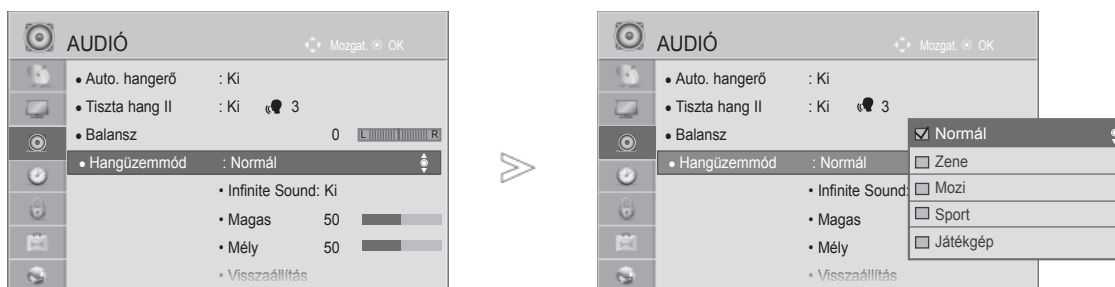 AUDIÓ
Mozgat. OK
• Auto. hangerő : Ki
• Tiszta hang II : Ki 3
• Balansz 0 L R
• Hangüzemmód : Normál
• Infinite Sound: Ki
• Magas 50
• Mély 50
• Visszaállítás
AUDIÓ
Mozgat. OK
• Auto. hangerő : Ki
• Tiszta hang II : Ki 3
• Balansz
• Hangüzemmód : Normál
• Infinite Sound:
• Magas
• Mély
• Visszaállítás
Normál
Zene
Mozi
Sport
Játékgép